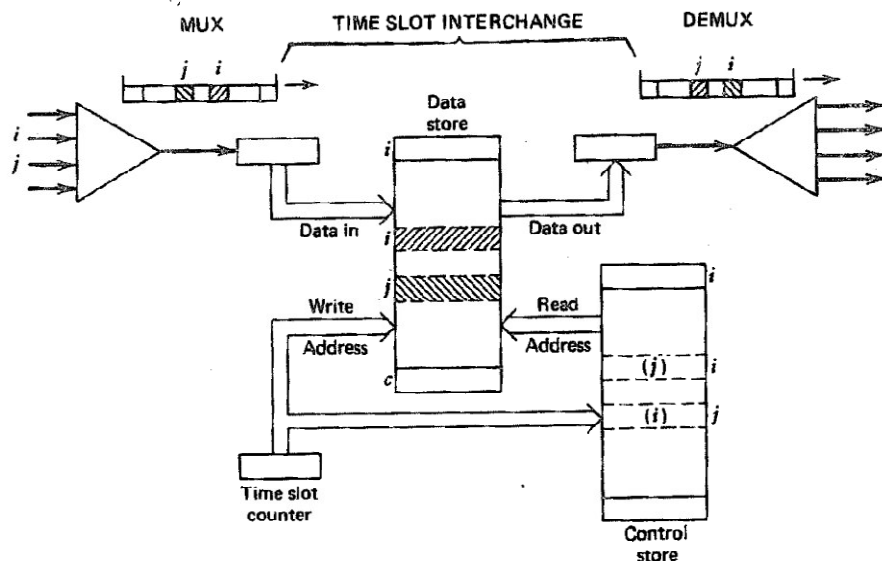 MUX
TIME SLOT INTERCHANGE
DEMUX
j i
j i
Data
store
i
i
j
i
Data in
Data out
i
i
j
Write
Address
Read
Address
(j) i
(i) j
c
Time slot
counter
Control
store